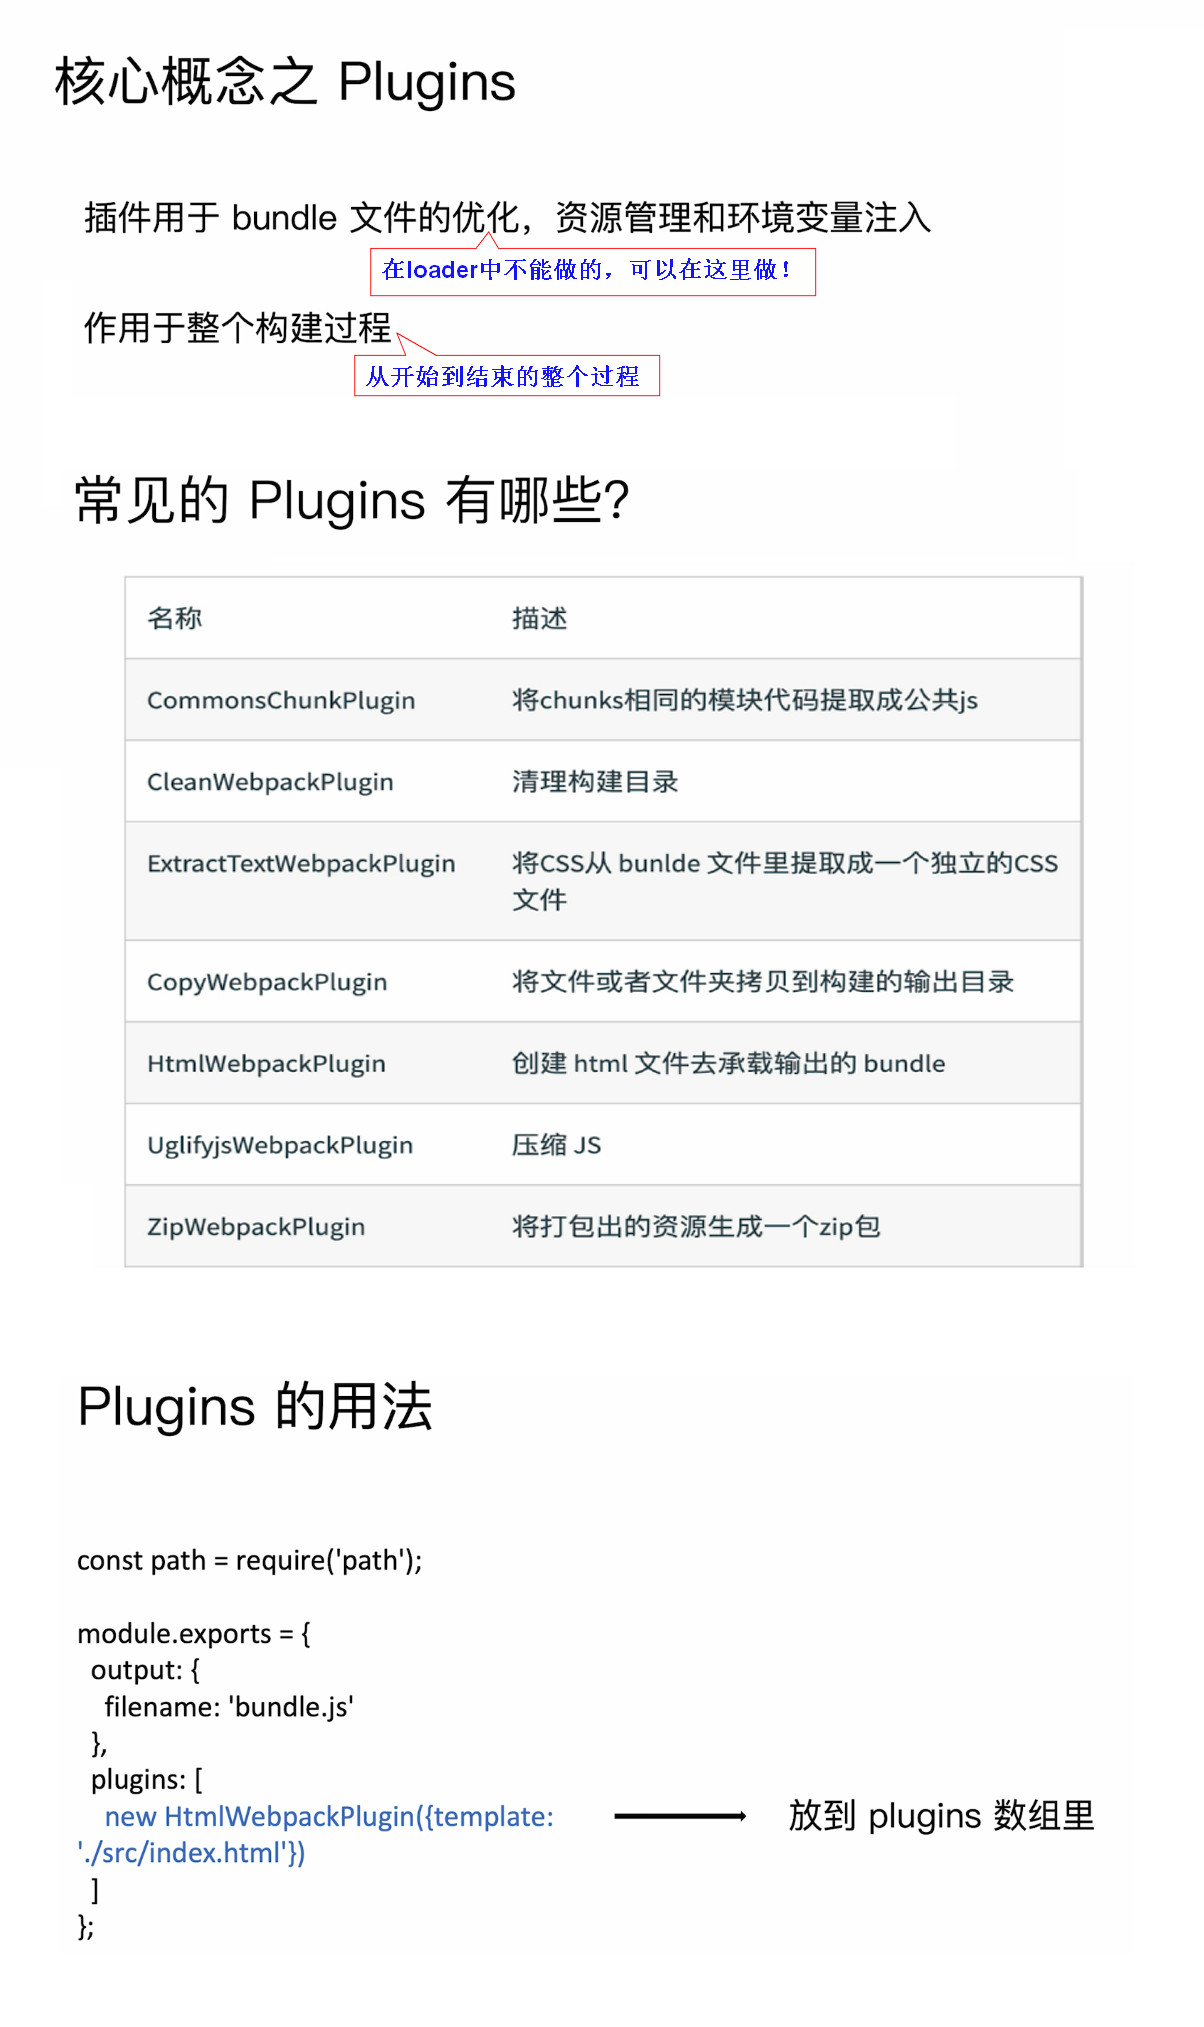 核心概念之 Plugins
插件用于 bundle 文件的优化，资源管理和环境变量注入
在loader中不能做的，可以在这里做！
作用于整个构建过程
从开始到结束的整个过程
常见的 Plugins 有哪些?
名称 描述
CommonsChunkPlugin 将chunks相同的模块代码提取成公共js
CleanWebpackPlugin 清理构建目录
ExtractTextWebpackPlugin 将CSS从 bunlde 文件里提取成一个独立的CSS
文件
CopyWebpackPlugin 将文件或者文件夹拷贝到构建的输出目录
HtmlWebpackPlugin 创建 html 文件去承载输出的 bundle
UglifyjsWebpackPlugin 压缩 JS
ZipWebpackPlugin 将打包出的资源生成一个zip包
Plugins 的用法
const path = require('path');
module.exports = {
output: {
filename: 'bundle.js'
},
plugins: [
new HtmlWebpackPlugin({template: 放到 plugins 数组里
'./src/index.html'})
]
};